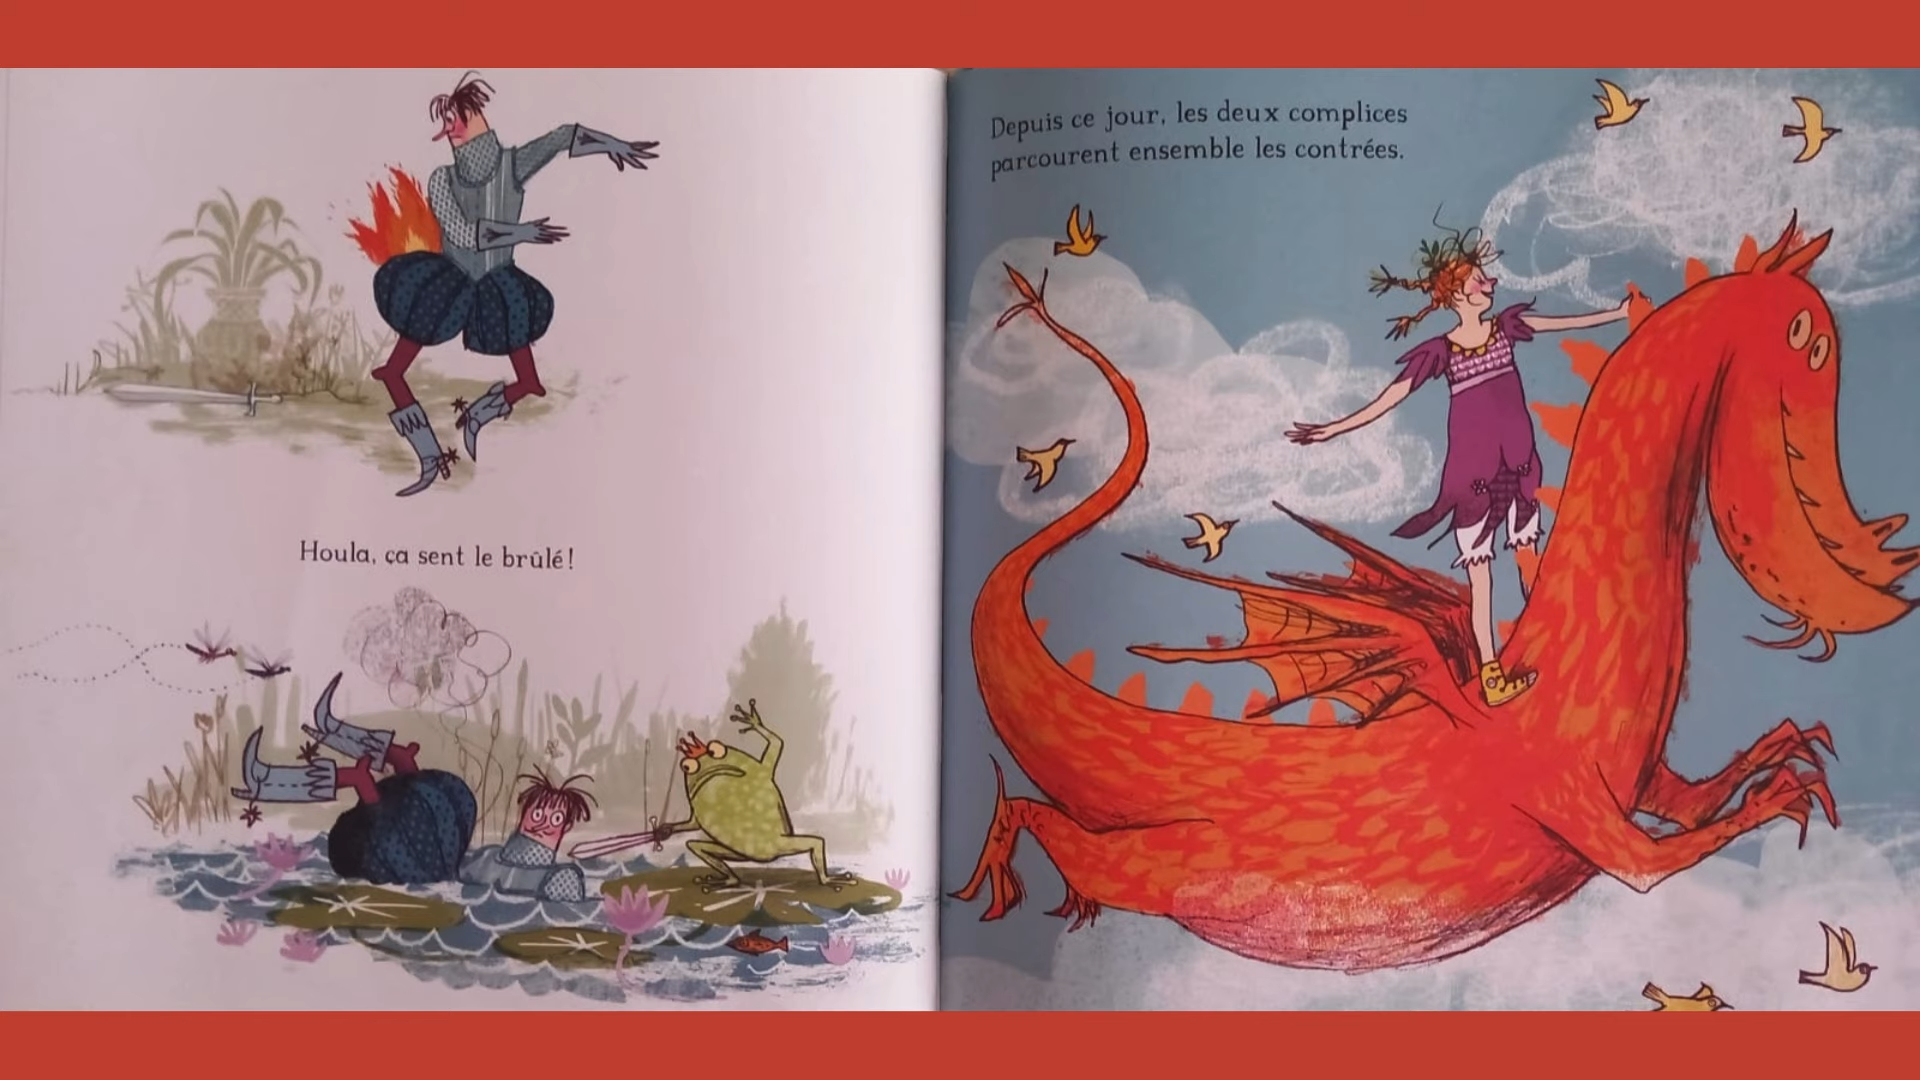 Houla, ça sent le brûlé !
Depuis ce jour, les deux complices
parcourent ensemble les contrées.